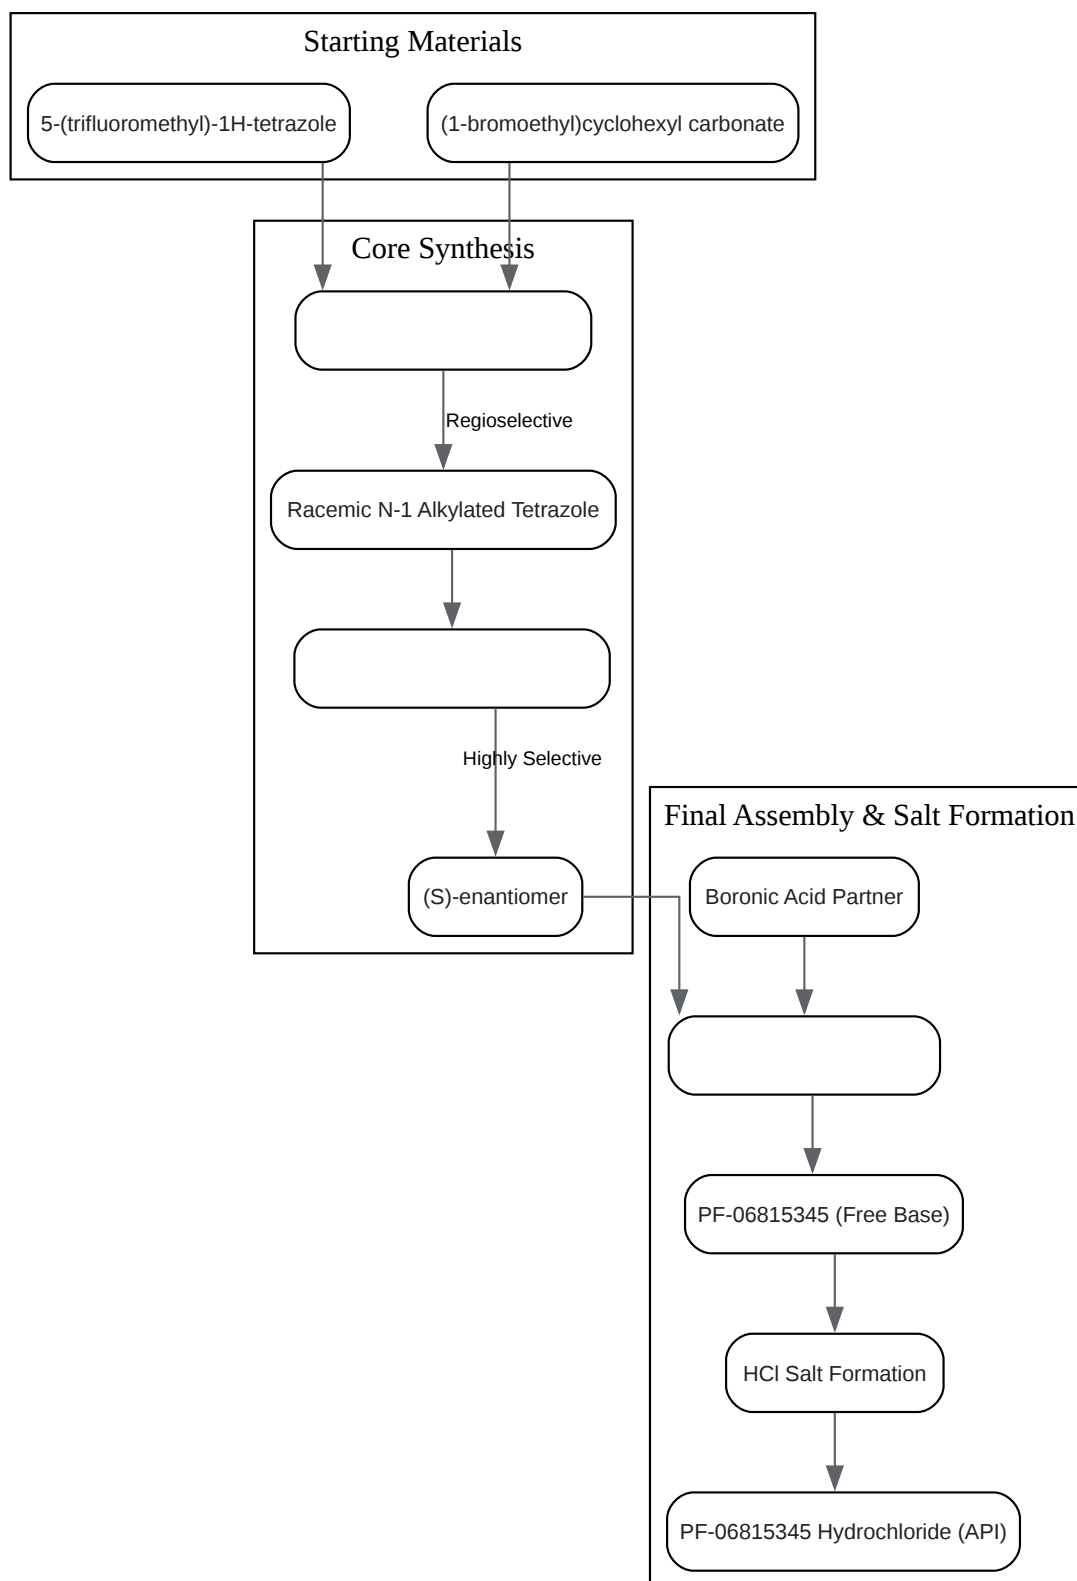 Starting Materials
5-(trifluoromethyl)-1H-tetrazole
(1-bromoethyl)cyclohexyl carbonate
Core Synthesis
Regioselective
Racemic N-1 Alkylated Tetrazole
Highly Selective
(S)-enantiomer
Final Assembly & Salt Formation
Boronic Acid Partner
PF-06815345 (Free Base)
HCl Salt Formation
PF-06815345 Hydrochloride (API)